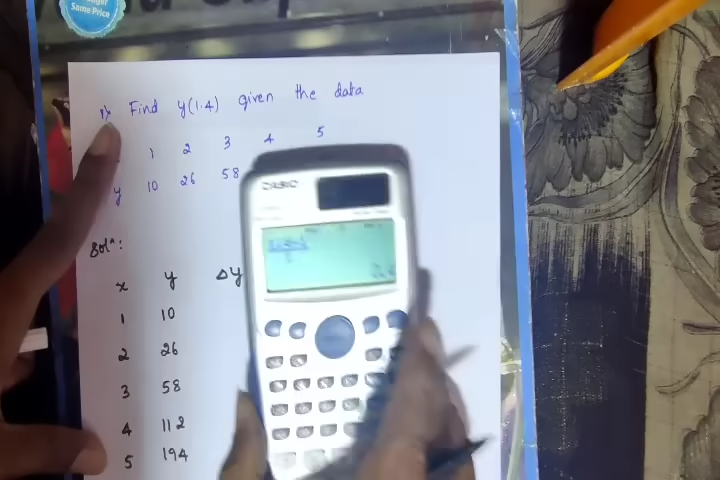 Same Price
1) Find y(1.4) given the data
1 2 3 4 5
y 10 26 58
Solⁿ:
x y Δy
1 10
2 26
3 58
4 112
5 194
CASIO